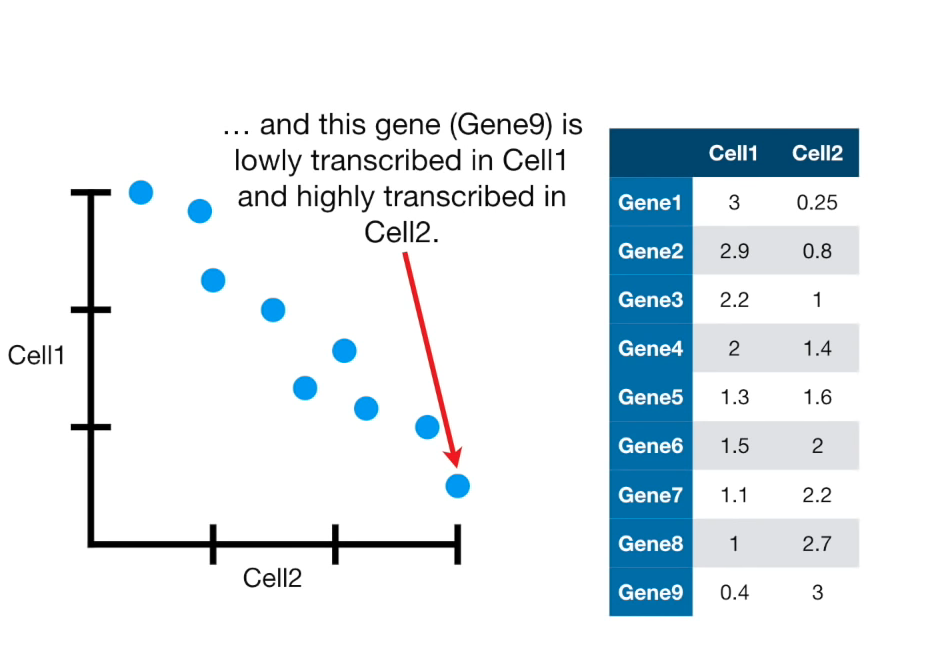 … and this gene (Gene9) is
lowly transcribed in Cell1
and highly transcribed in
Cell2.
Cell1
Cell2
Cell1 Cell2
Gene1 3 0.25
Gene2 2.9 0.8
Gene3 2.2 1
Gene4 2 1.4
Gene5 1.3 1.6
Gene6 1.5 2
Gene7 1.1 2.2
Gene8 1 2.7
Gene9 0.4 3